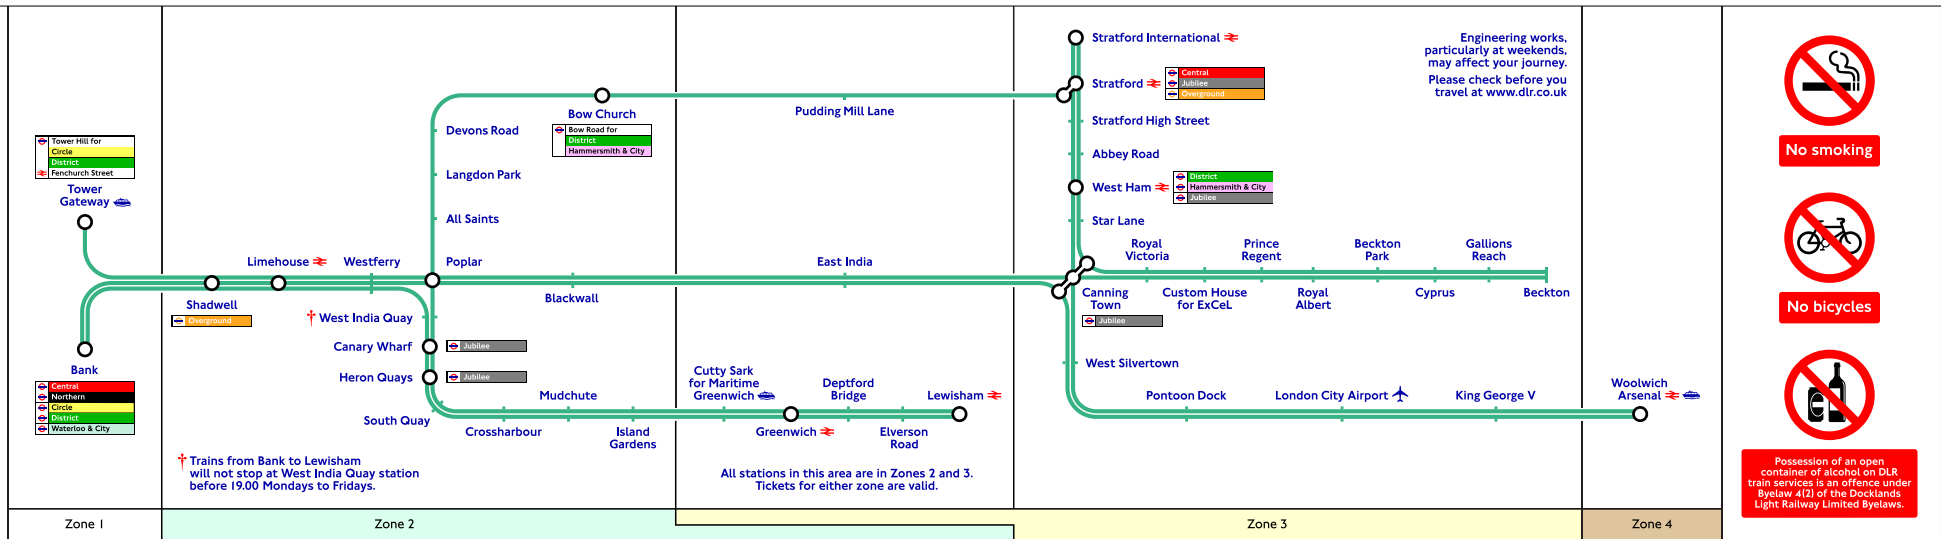 Tower Hill for
Circle
District
Fenchurch Street
Tower
Gateway
Bank
Central
Northern
Circle
District
Waterloo & City
Limehouse
Westferry
Shadwell
Overground
Devons Road
Langdon Park
All Saints
Poplar
Bow Church
Bow Road for
District
Hammersmith & City
Pudding Mill Lane
Blackwall
East India
† West India Quay
Canary Wharf
Jubilee
Heron Quays
Jubilee
South Quay
Crossharbour
Mudchute
Island
Gardens
Cutty Sark
for Maritime
Greenwich
Greenwich
Deptford
Bridge
Elverson
Road
Lewisham
† Trains from Bank to Lewisham
will not stop at West India Quay station
before 19.00 Mondays to Fridays.
All stations in this area are in Zones 2 and 3.
Tickets for either zone are valid.
Stratford International
Stratford
Central
Jubilee
Overground
Stratford High Street
Abbey Road
West Ham
District
Hammersmith & City
Jubilee
Star Lane
Engineering works,
particularly at weekends,
may affect your journey.
Please check before you
travel at www.dlr.co.uk
Canning
Town
Jubilee
Royal
Victoria
Custom House
for ExCeL
Prince
Regent
Royal
Albert
Beckton
Park
Cyprus
Gallions
Reach
Beckton
West Silvertown
Pontoon Dock
London City Airport
King George V
Woolwich
Arsenal
Zone 1
Zone 2
Zone 3
Zone 4
No smoking
No bicycles
Possession of an open
container of alcohol on DLR
train services is an offence under
Byelaw 4(2) of the Docklands
Light Railway Limited Byelaws.